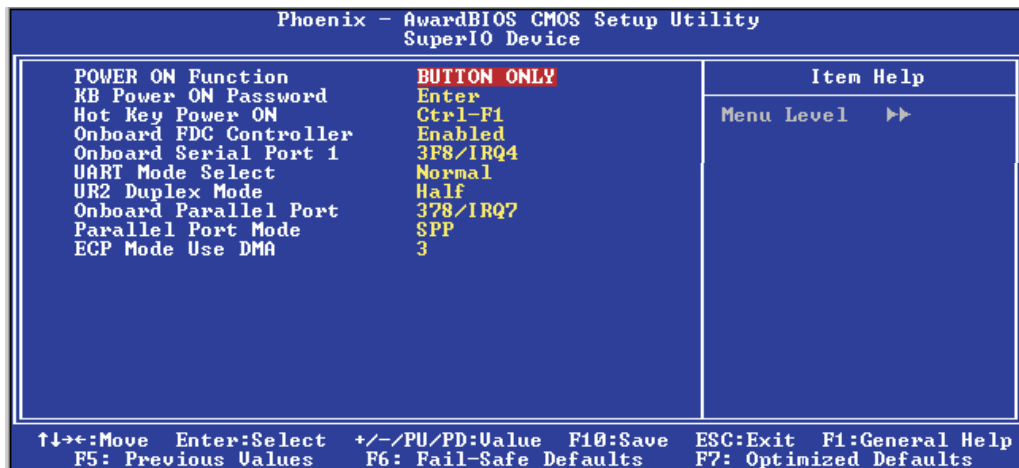 Phoenix - AwardBIOS CMOS Setup Utility
SuperIO Device
POWER ON Function BUTTON ONLY
KB Power ON Password Enter
Hot Key Power ON Ctrl-F1
Onboard FDC Controller Enabled
Onboard Serial Port 1 3F8/IRQ4
UART Mode Select Normal
UR2 Duplex Mode Half
Onboard Parallel Port 378/IRQ7
Parallel Port Mode SPP
ECP Mode Use DMA 3
Item Help
Menu Level ▶▶
↑↓→←:Move Enter:Select +/-/PU/PD:Value F10:Save ESC:Exit F1:General Help
F5: Previous Values F6: Fail-Safe Defaults F7: Optimized Defaults